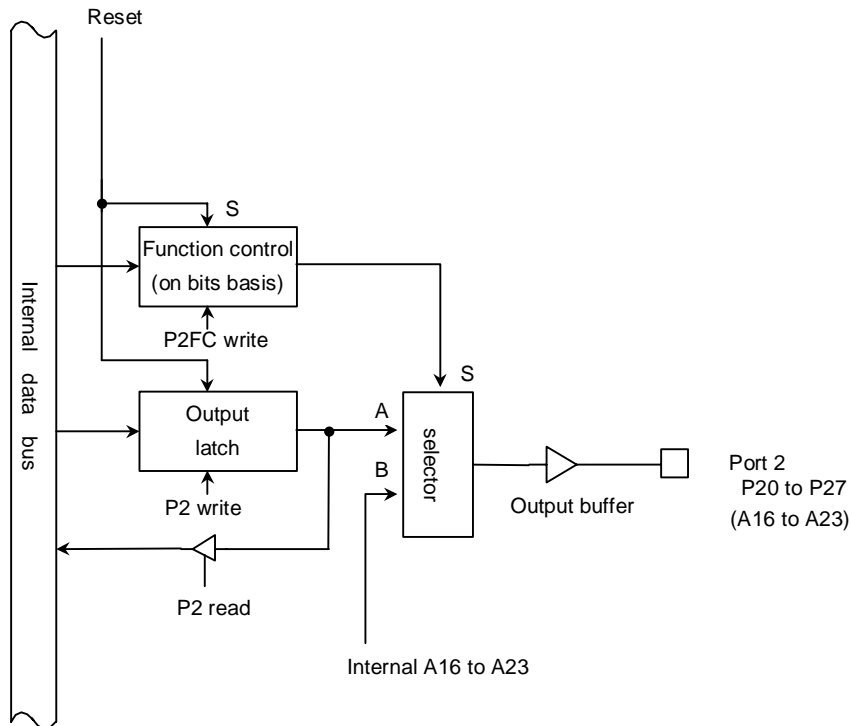 Reset
S
Function control
(on bits basis)
P2FC write
Internal data bus
S
Output
latch
A
B
selector
P2 write
Output buffer
Port 2
P20 to P27
(A16 to A23)
P2 read
Internal A16 to A23